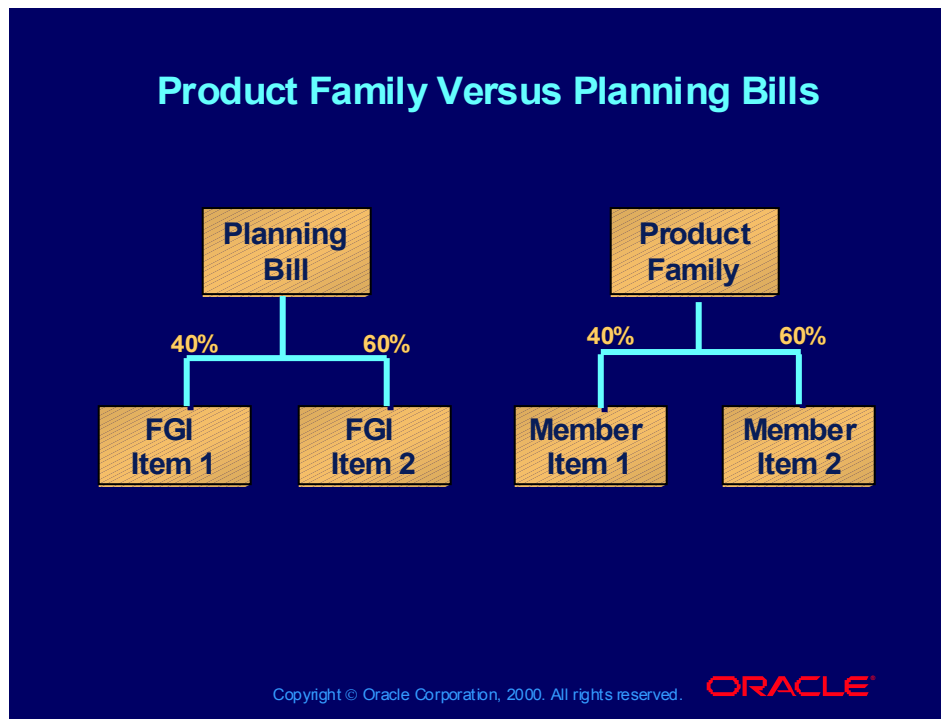 Product Family Versus Planning Bills
Planning
Bill
40%
60%
FGI
Item 1
FGI
Item 2
Product
Family
40%
60%
Member
Item 1
Member
Item 2
Copyright © Oracle Corporation, 2000. All rights reserved.
ORACLE®